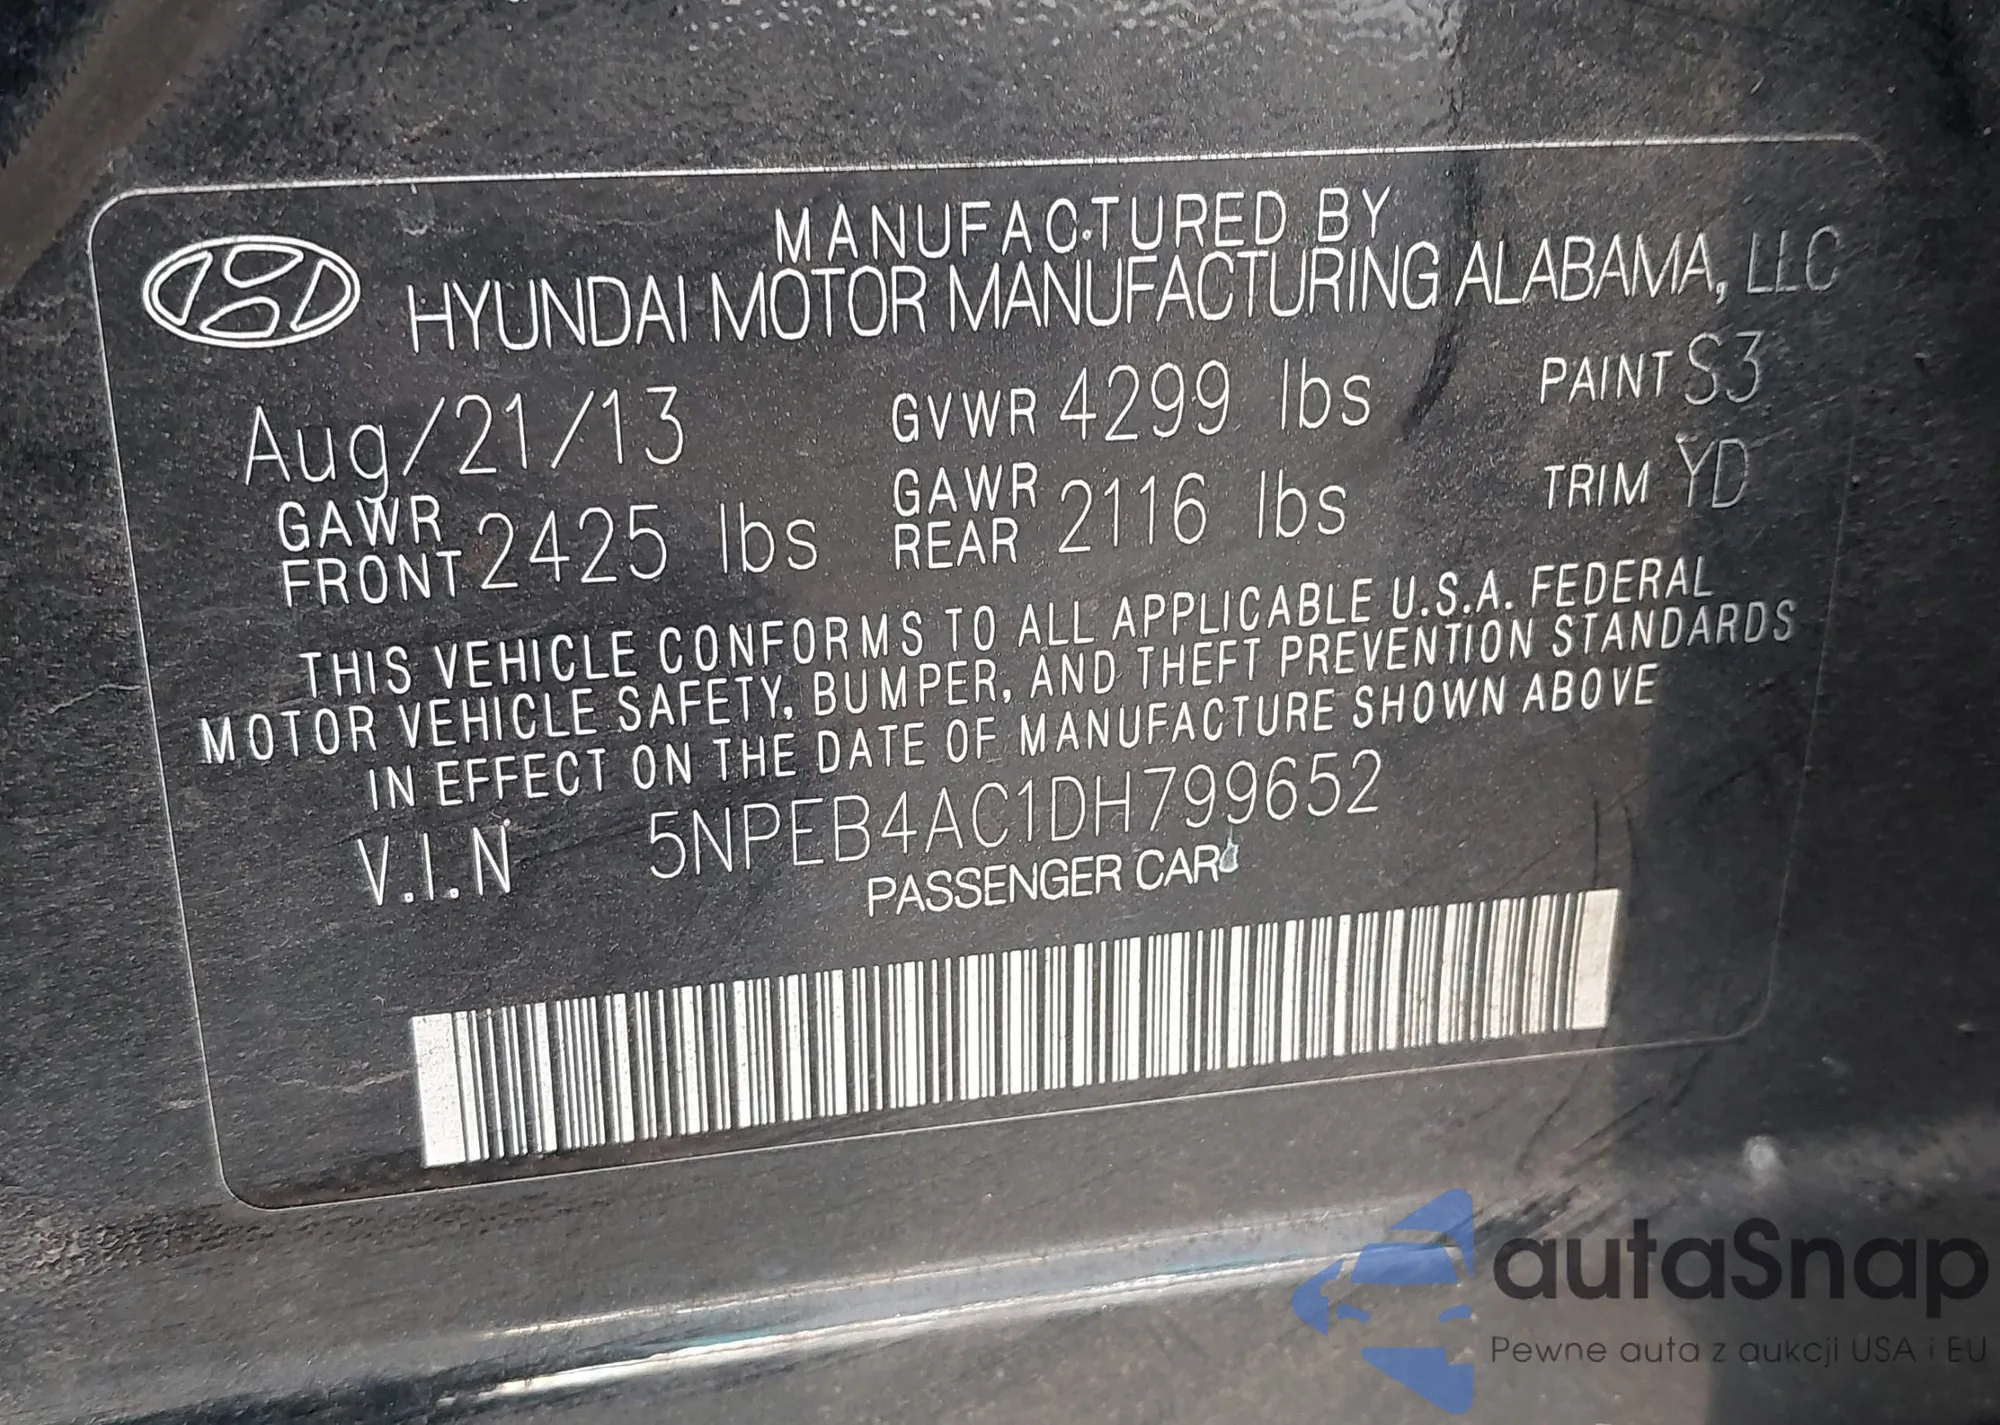 MANUFACTURED BY
HYUNDAI MOTOR MANUFACTURING ALABAMA, LLC
Aug/21/13 GVWR 4299 lbs PAINT S3
GAWR FRONT 2425 lbs GAWR REAR 2116 lbs TRIM YD
THIS VEHICLE CONFORMS TO ALL APPLICABLE U.S.A. FEDERAL
MOTOR VEHICLE SAFETY, BUMPER, AND THEFT PREVENTION STANDARDS
IN EFFECT ON THE DATE OF MANUFACTURE SHOWN ABOVE
V.I.N 5NPEB4AC1DH799652
PASSENGER CAR
autaSnap
Pewne auta z aukcji USA i EU